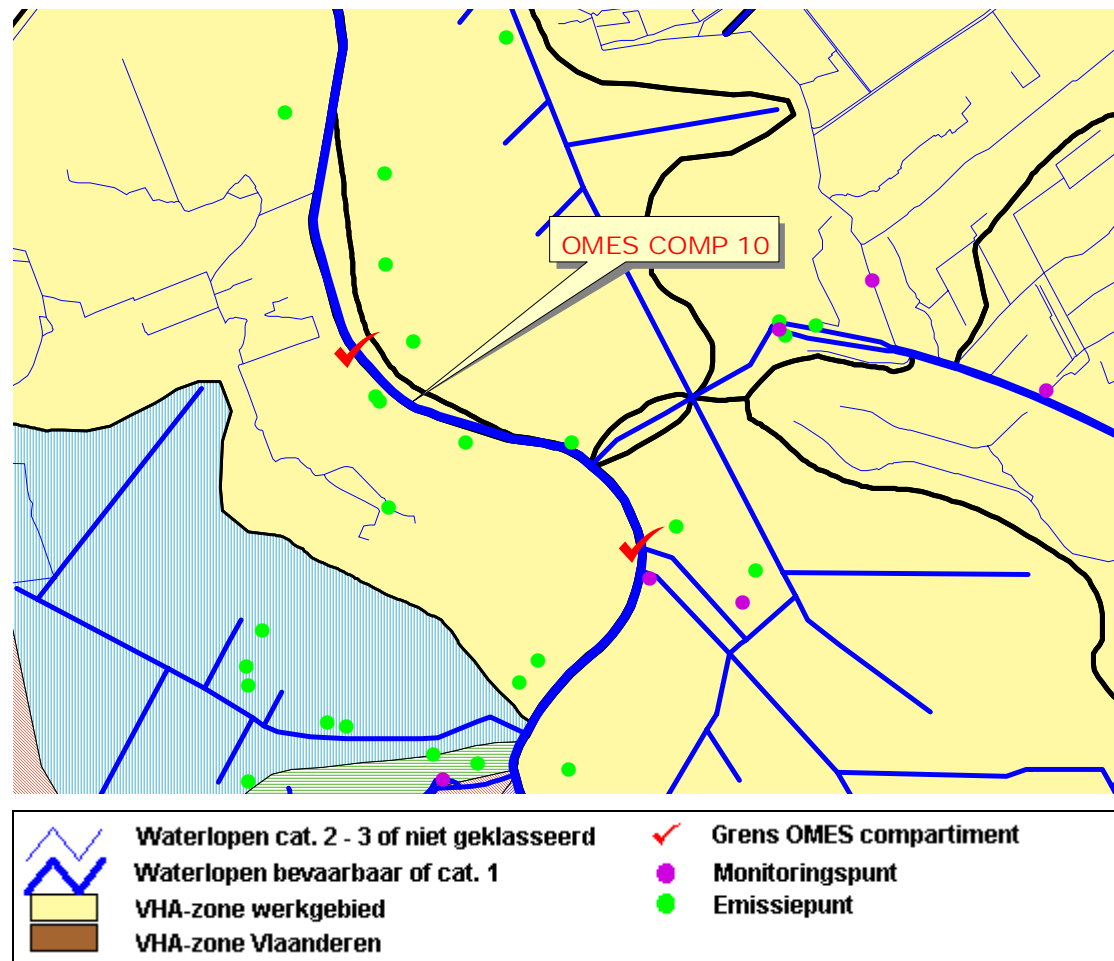 OMES COMP 10
Waterlopen cat. 2 - 3 of niet geklasseerd
Waterlopen bevaarbaar of cat. 1
VHA-zone werkgebied
VHA-zone Vlaanderen
Grens OMES compartiment
Monitoringspunt
Emissiepunt